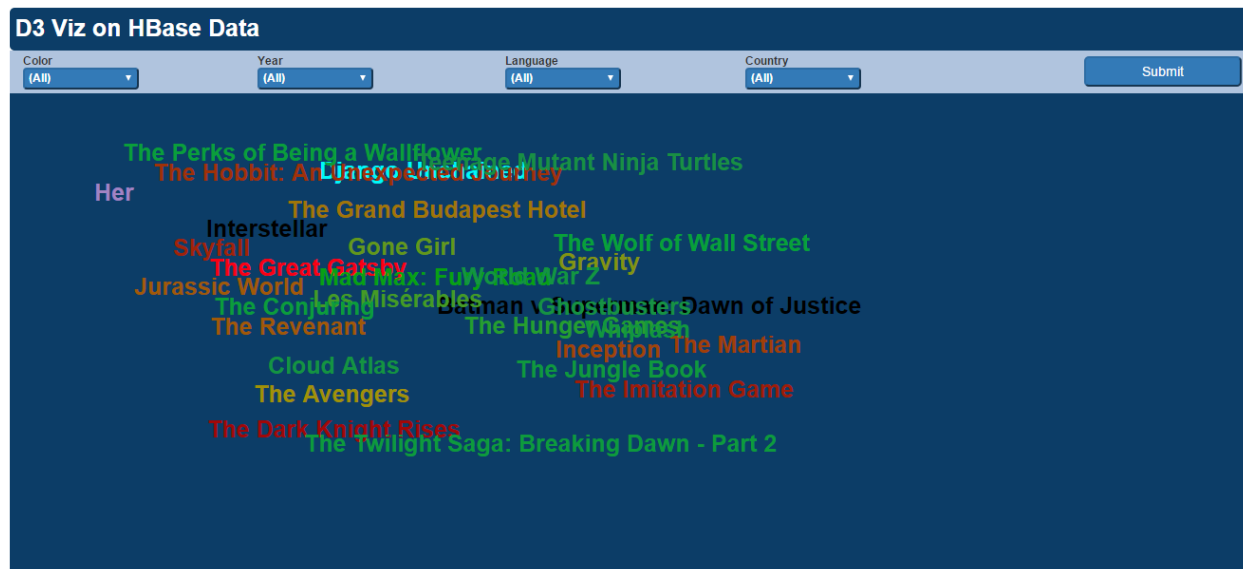 D3 Viz on HBase Data
Color Year Language Country
(All) (All) (All) (All) Submit
The Perks of Being a Wallflower
Teenage Mutant Ninja Turtles
The Hobbit: An Unexpected Journey
Django Unchained
Her
The Grand Budapest Hotel
Interstellar
The Wolf of Wall Street
Skyfall
Gone Girl
Gravity
The Great Gatsby
Mad Max: Fury Road
World War Z
Jurassic World
Les Misérables
The Conjuring
Batman v Superman: Dawn of Justice
Ghostbusters
The Revenant
The Hunger Games
Whiplash
Inception
The Martian
Cloud Atlas
The Jungle Book
The Avengers
The Imitation Game
The Dark Knight Rises
The Twilight Saga: Breaking Dawn - Part 2